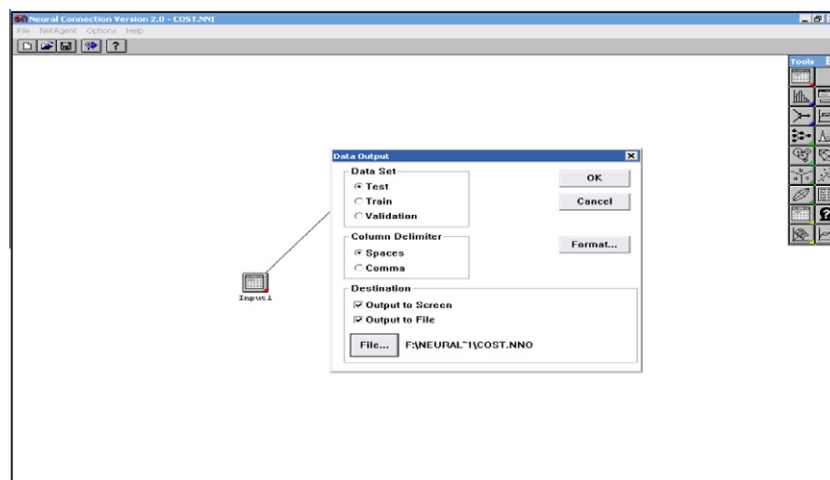 Neural Connection Version 2.0 - COST.NNI
File NetAgent Options Help
Tools
Data Output
Data Set
Test
Train
Validation
OK
Cancel
Column Delimiter
Spaces
Comma
Format...
Destination
Output to Screen
Output to File
File... F:\NEURAL~1\COST.NNO
Input1